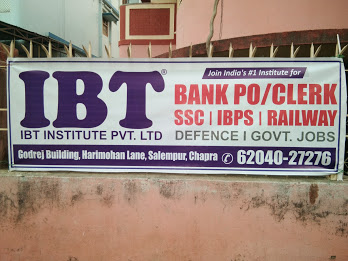 IBT®
IBT INSTITUTE PVT. LTD
Join India's #1 Institute for
BANK PO/CLERK
SSC | IBPS | RAILWAY
DEFENCE | GOVT. JOBS
Godrej Building, Harimohan Lane, Salempur, Chapra
62040-27276